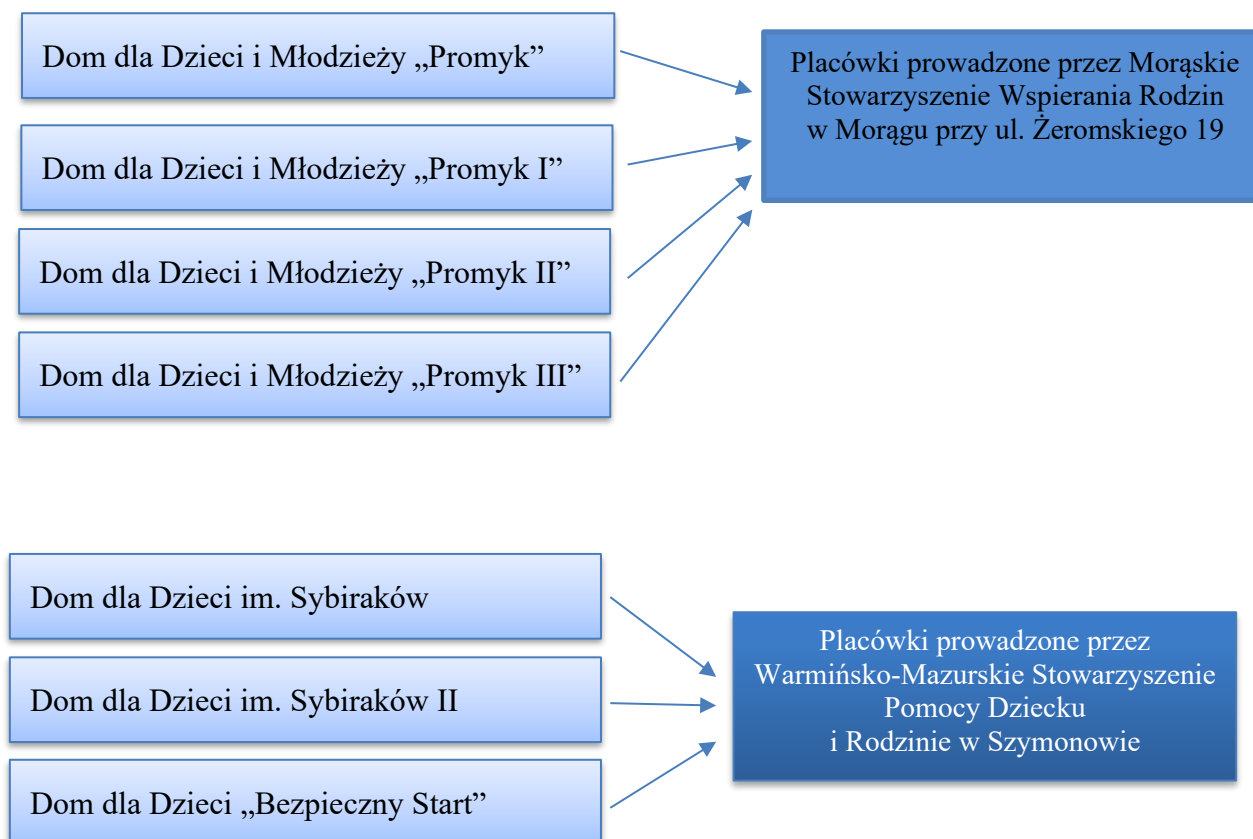 Dom dla Dzieci i Młodzieży „Promyk”
Dom dla Dzieci i Młodzieży „Promyk I”
Dom dla Dzieci i Młodzieży „Promyk II”
Dom dla Dzieci i Młodzieży „Promyk III”
Placówki prowadzone przez Morąskie
Stowarzyszenie Wspierania Rodzin
w Morągu przy ul. Żeromskiego 19
Dom dla Dzieci im. Sybiraków
Dom dla Dzieci im. Sybiraków II
Dom dla Dzieci „Bezpieczny Start”
Placówki prowadzone przez
Warmińsko-Mazurskie Stowarzyszenie
Pomocy Dziecku
i Rodzinie w Szymonowie